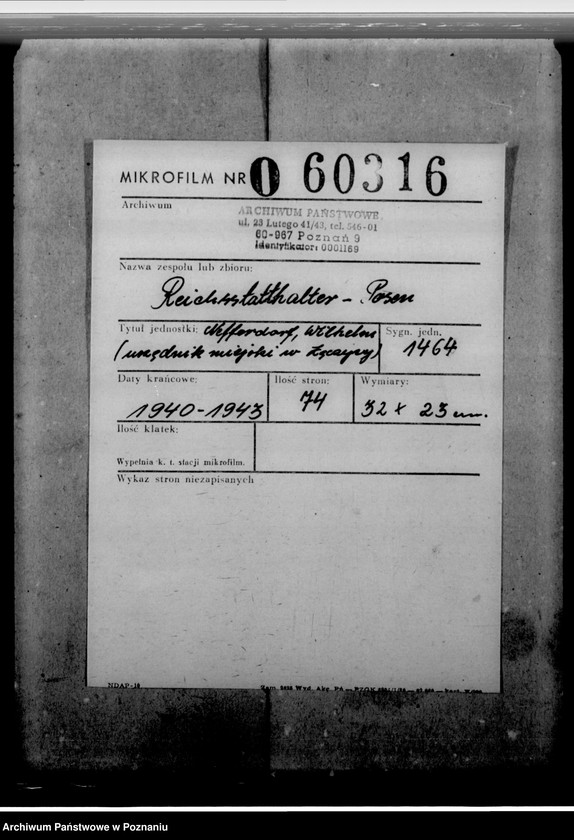 MIKROFILM NR 0 60316
Archiwum
ARCHIWUM PAŃSTWOWE
ul. 23 Lutego 41/43, tel. 546-01
60-967 Poznań 9
Identyfikator: 0001169
Nazwa zespołu lub zbioru:
Reichsstatthalter - Posen
Tytuł jednostki: Wilhelm
(urzędnik miejski w Łęczycy)
Sygn. jedn.
1464
Daty krańcowe:
1940-1943
Ilość stron:
74
Wymiary:
32 x 23 cm.
Ilość klatek:
Wypełnia k. t. stacji mikrofilm.
Wykaz stron niezapisanych
NDAP-10
Archiwum Państwowe w Poznaniu